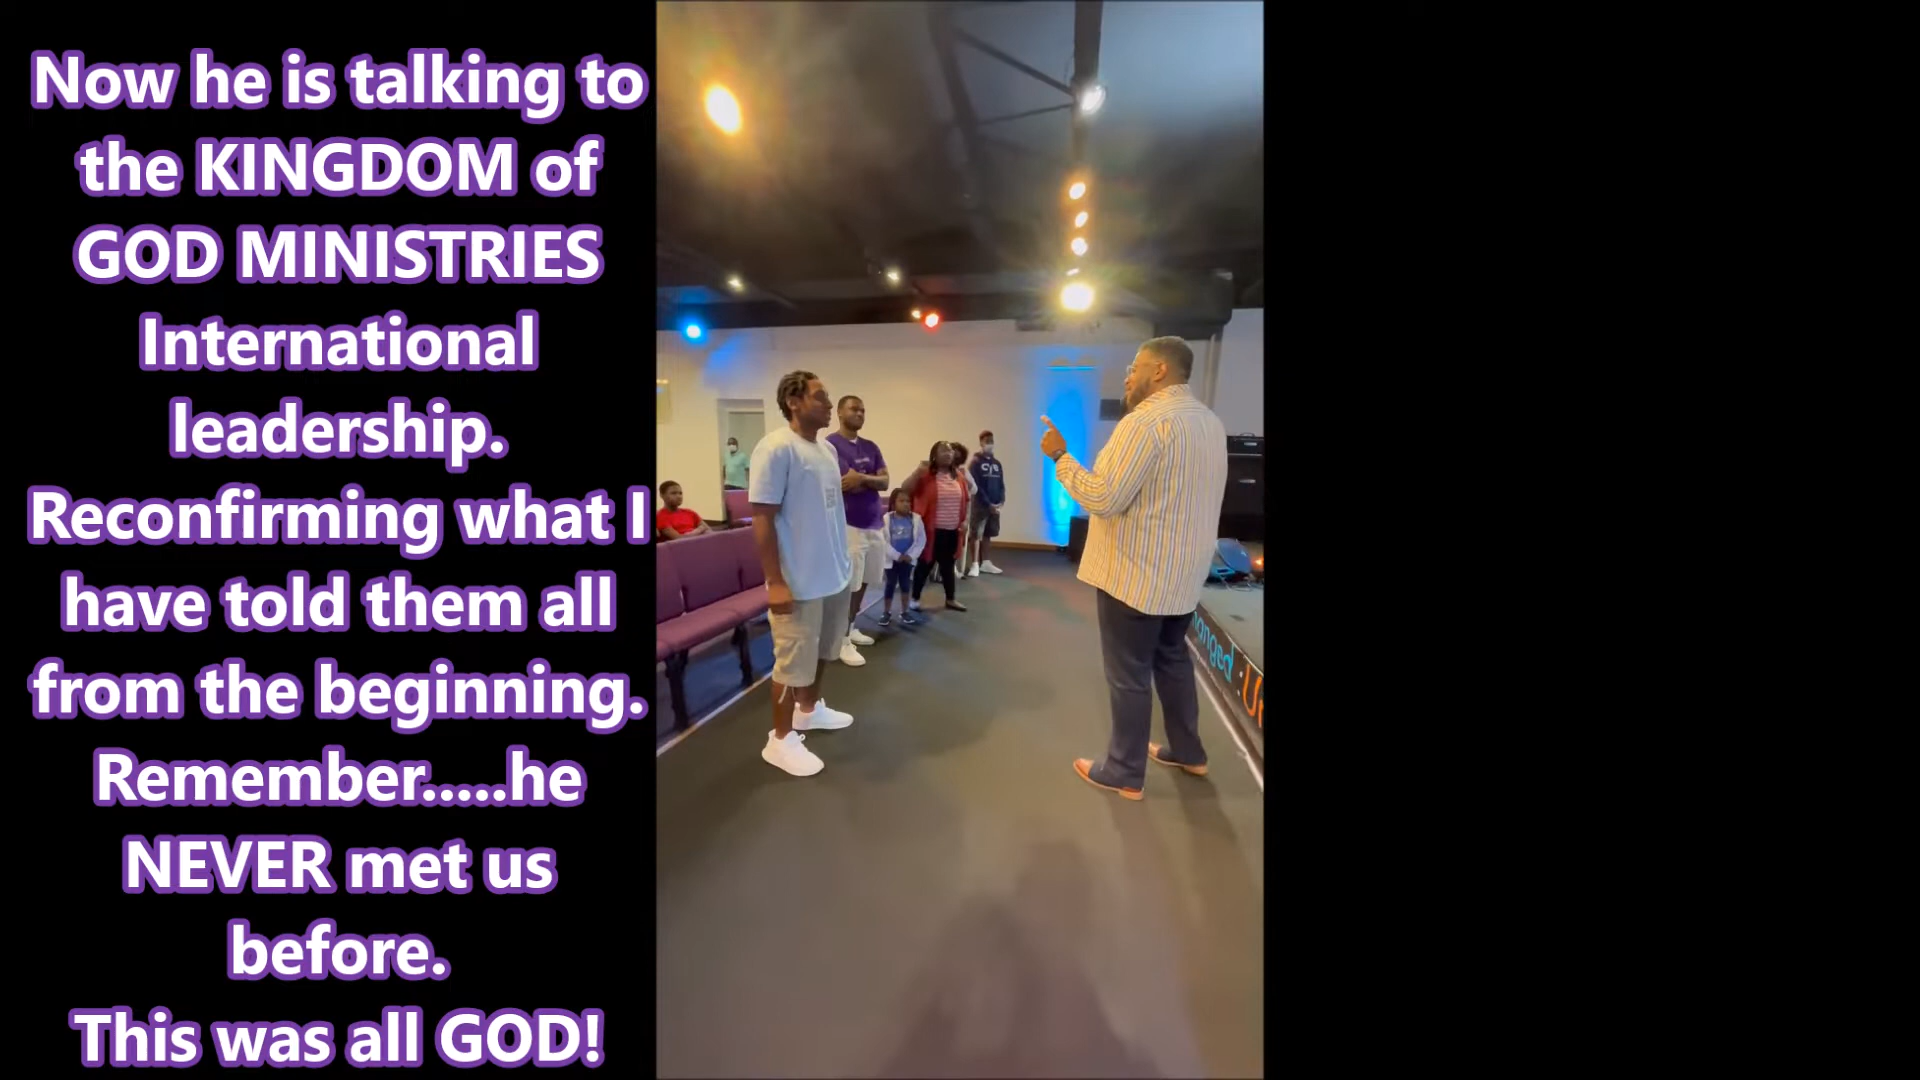 Now he is talking to
the KINGDOM of
GOD MINISTRIES
International
leadership.
Reconfirming what I
have told them all
from the beginning.
Remember.....he
NEVER met us
before.
This was all GOD!